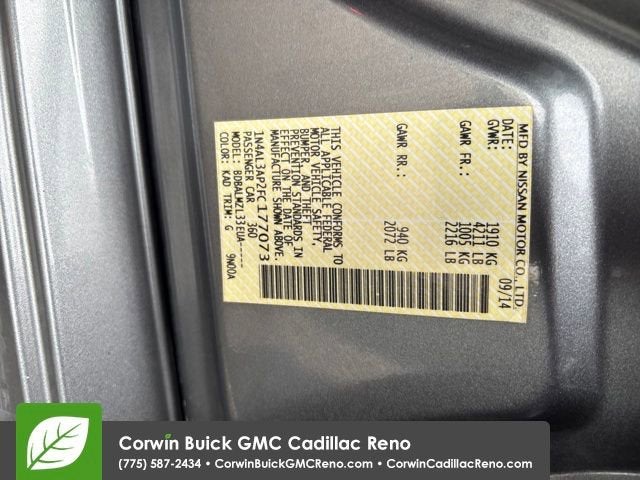 MFD BY NISSAN MOTOR CO., LTD.
DATE: 09/14
GVWR: 1910 KG
4211 LB
GAWR FR.: 1005 KG
2216 LB
GAWR RR.: 940 KG
2072 LB
THIS VEHICLE CONFORMS TO
ALL APPLICABLE FEDERAL
MOTOR VEHICLE SAFETY,
BUMPER, AND THEFT
PREVENTION STANDARDS IN
EFFECT ON THE DATE OF
MANUFACTURE SHOWN ABOVE.
1N4AL3AP2FC177073
PASSENGER CAR 360
MODEL: BDBALMZL33EUA-----
COLOR: KAD TRIM: G 9W00A
Corwin Buick GMC Cadillac Reno
(775) 587-2434 • CorwinBuickGMCReno.com • CorwinCadillacReno.com